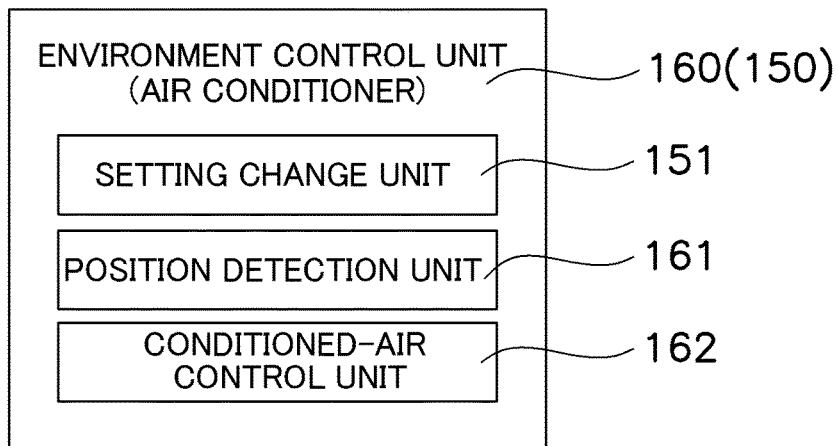 ENVIRONMENT CONTROL UNIT
(AIR CONDITIONER)
160(150)
SETTING CHANGE UNIT
151
POSITION DETECTION UNIT
161
CONDITIONED-AIR
CONTROL UNIT
162